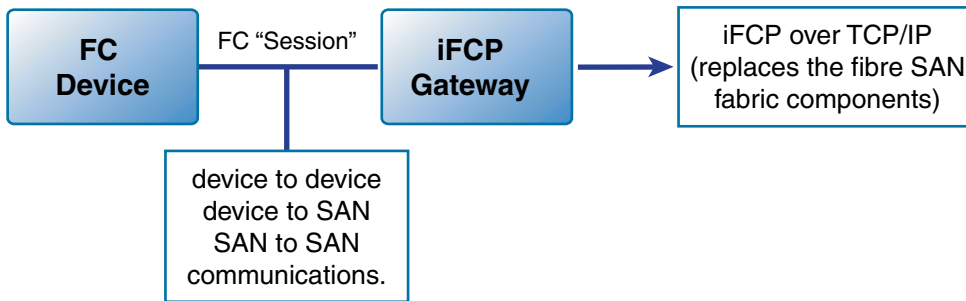 FC
Device
FC “Session”
iFCP
Gateway
iFCP over TCP/IP
(replaces the fibre SAN
fabric components)
device to device
device to SAN
SAN to SAN
communications.